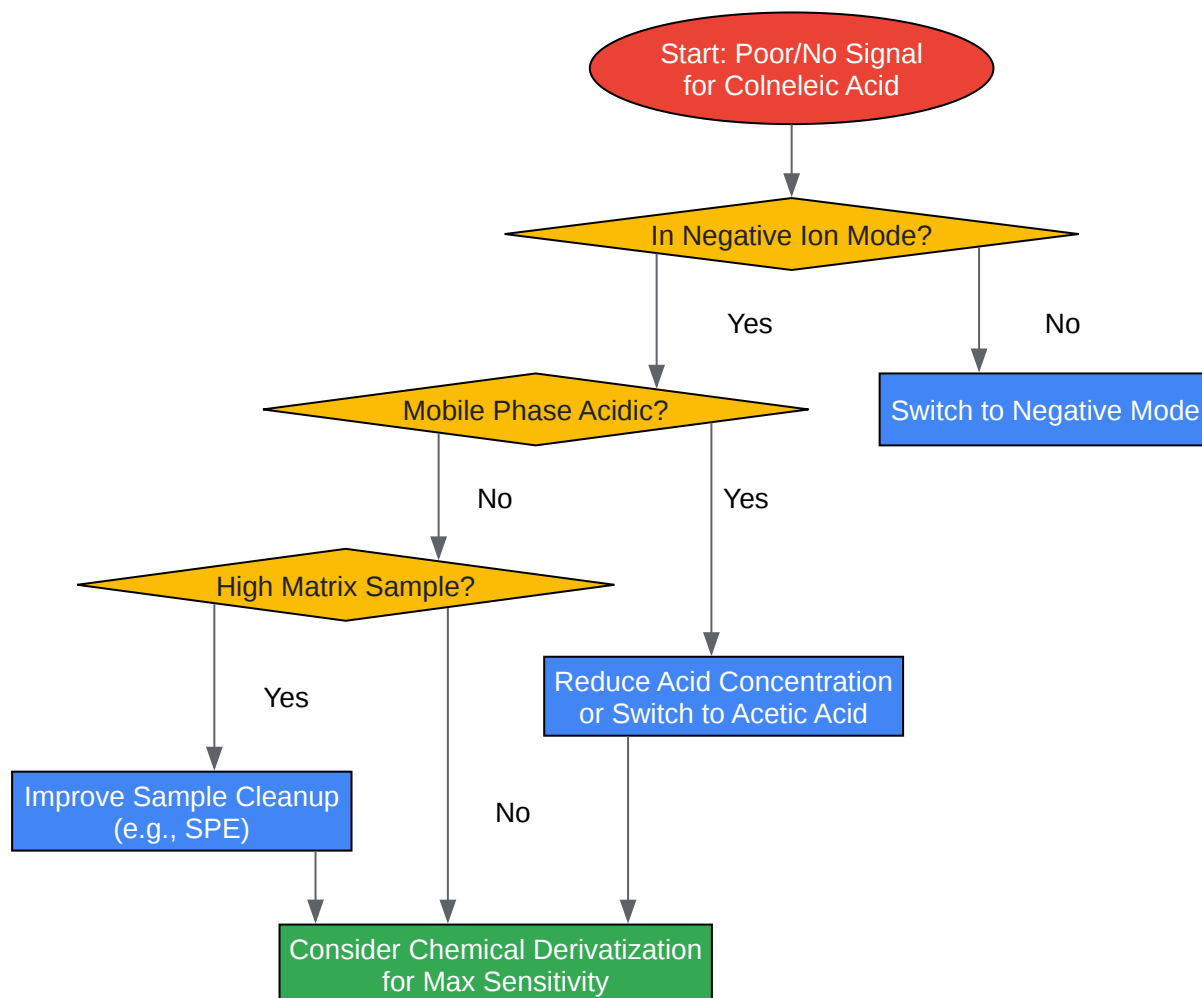 Start: Poor/No Signal
for Colneleic Acid
In Negative Ion Mode?
Yes
No
Mobile Phase Acidic?
Switch to Negative Mode
No
Yes
High Matrix Sample?
Reduce Acid Concentration
or Switch to Acetic Acid
Yes
Improve Sample Cleanup
(e.g., SPE)
No
Consider Chemical Derivatization
for Max Sensitivity